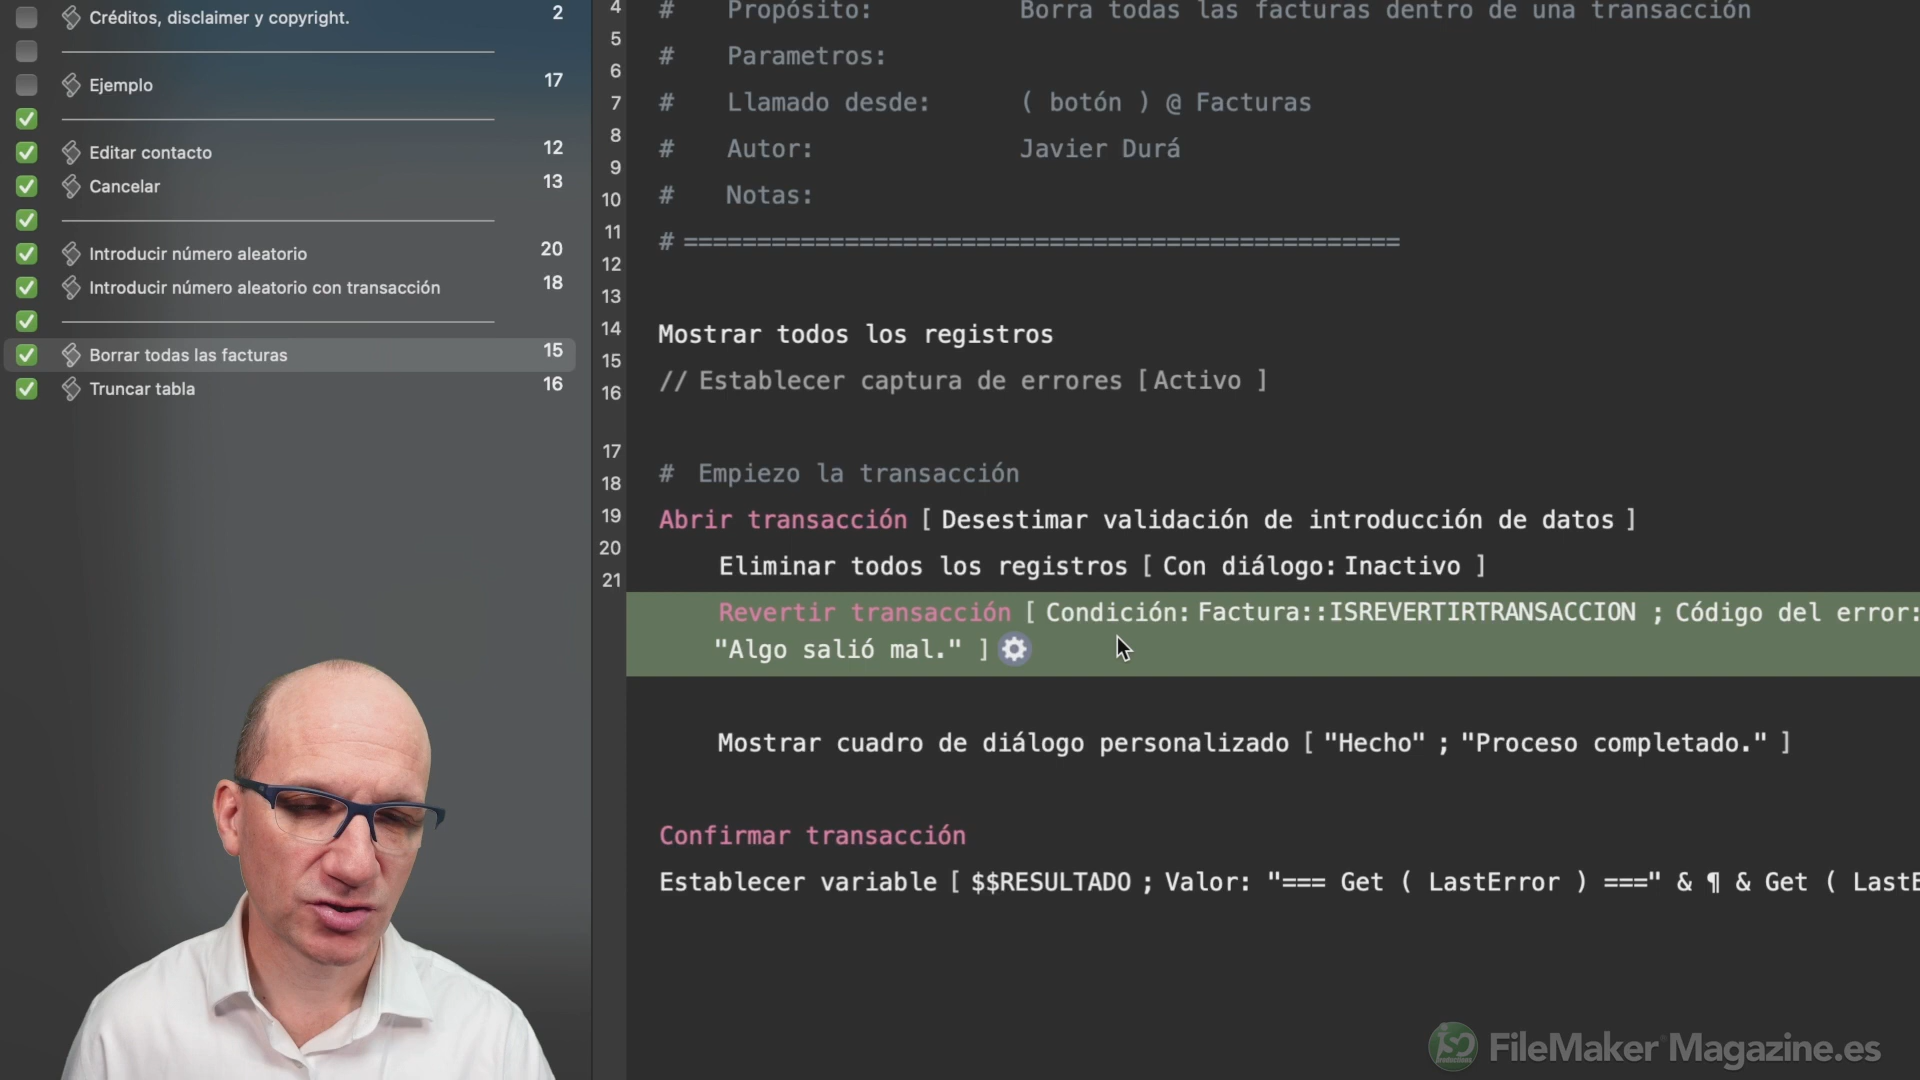 Créditos, disclaimer y copyright. 2
Ejemplo 17
Editar contacto 12
Cancelar 13
Introducir número aleatorio 20
Introducir número aleatorio con transacción 18
Borrar todas las facturas 15
Truncar tabla 16
4
5
6
7
8
9
10
11
12
13
14
15
16
17
18
19
20
21
# Propósito: Borra todas las facturas dentro de una transacción
# Parametros:
# Llamado desde: ( botón ) @ Facturas
# Autor: Javier Durá
# Notas:
# =================================================
Mostrar todos los registros
// Establecer captura de errores [ Activo ]
# Empiezo la transacción
Abrir transacción [ Desestimar validación de introducción de datos ]
Eliminar todos los registros [ Con diálogo: Inactivo ]
Revertir transacción [ Condición: Factura::ISREVERTIRTRANSACCION ; Código del error:
"Algo salió mal." ]
Mostrar cuadro de diálogo personalizado [ "Hecho" ; "Proceso completado." ]
Confirmar transacción
Establecer variable [ $$RESULTADO ; Valor: "=== Get ( LastError ) ===" & ¶ & Get ( LastE
FileMaker Magazine.es